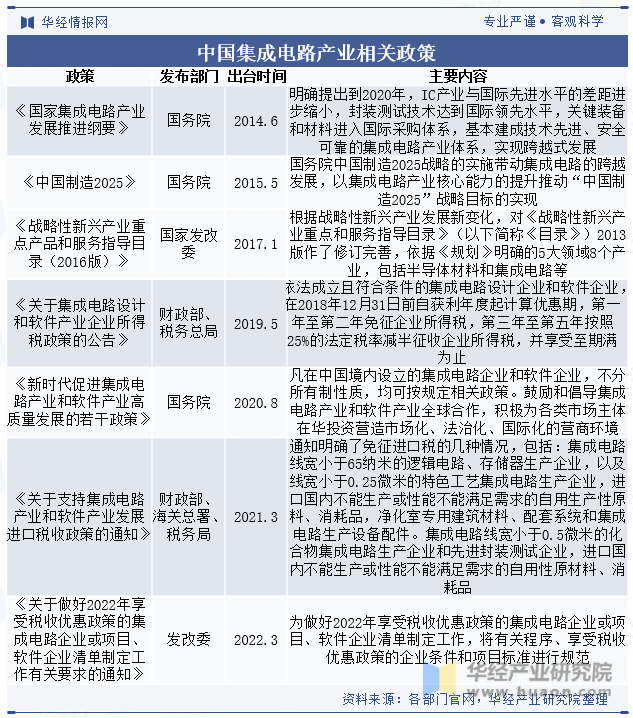 华经情报网
专业严谨 • 客观科学
中国集成电路产业相关政策
政策 发布部门 出台时间 主要内容
《国家集成电路产业
发展推进纲要》
国务院
2014.6
明确提出到2020年，IC产业与国际先进水平的差距进
步缩小，封装测试技术达到国际领先水平，关键装备
和材料进入国际采购体系，基本建成技术先进、安全
可靠的集成电路产业体系，实现跨越式发展
《中国制造2025》
国务院
2015.5
国务院中国制造2025战略的实施带动集成电路的跨越
发展，以集成电路产业核心能力的提升推动“中国制
造2025”战略目标的实现
《战略性新兴产业重
点产品和服务指导目
录（2016版）》
国家发改
委
2017.1
根据战略性新兴产业发展新变化，对《战略性新兴产
业重点和服务指导目录》（以下简称《目录》）2013
版作了修订完善，依据《规划》明确的5大领域8个产
业，包括半导体材料和集成电路等
《关于集成电路设计
和软件产业企业所得
税政策的公告》
财政部、
税务总局
2019.5
依法成立且符合条件的集成电路设计企业和软件企业，
在2018年12月31日前自获利年度起计算优惠期，第一
年至第二年免征企业所得税，第三年至第五年按照
25%的法定税率减半征收企业所得税，并享受至期满
为止
《新时代促进集成电
路产业和软件产业高
质量发展的若干政策》
国务院
2020.8
凡在中国境内设立的集成电路企业和软件企业，不分
所有制性质，均可按规定相关政策。鼓励和倡导集成
电路产业和软件产业全球合作，积极为各类市场主体
在华投资营造市场化、法治化、国际化的营商环境
《关于支持集成电路
产业和软件产业发展
进口税收政策的通知》
财政部、
海关总署、
税务局
2021.3
通知明确了免征进口税的几种情况，包括：集成电路
线宽小于65纳米的逻辑电路、存储器生产企业，以及
线宽小于0.25微米的特色工艺集成电路生产企业，进
口国内不能生产或性能不能满足需求的自用生产性原
料、消耗品，净化室专用建筑材料、配套系统和集成
电路生产设备配件。集成电路线宽小于0.5微米的化
合物集成电路生产企业和先进封装测试企业，进口国
内不能生产或性能不能满足需求的自用性原材料、消
耗品
《关于做好2022年享
受税收优惠政策的集
成电路企业或项目、
软件企业清单制定工
作有关要求的通知》
发改委
2022.3
为做好2022年享受税收优惠政策的集成电路企业或项
目、软件企业清单制定工作，将有关程序、享受税收
优惠政策的企业条件和项目标准进行规范
华经产业研究院
www.huaon.com
资料来源：各部门官网，华经产业研究院整理